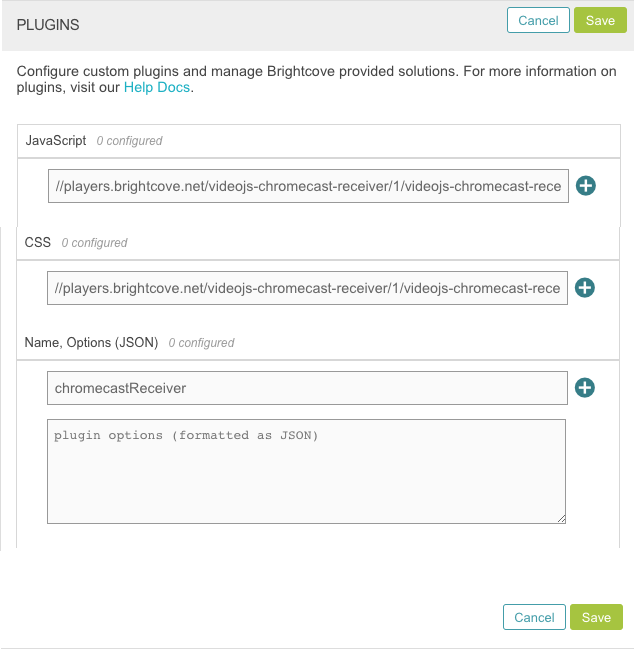 PLUGINS
Cancel
Save
Configure custom plugins and manage Brightcove provided solutions. For more information on
plugins, visit our Help Docs.
JavaScript 0 configured
//players.brightcove.net/videojs-chromecast-receiver/1/videojs-chromecast-rece
CSS 0 configured
//players.brightcove.net/videojs-chromecast-receiver/1/videojs-chromecast-rece
Name, Options (JSON) 0 configured
chromecastReceiver
plugin options (formatted as JSON)
Cancel
Save